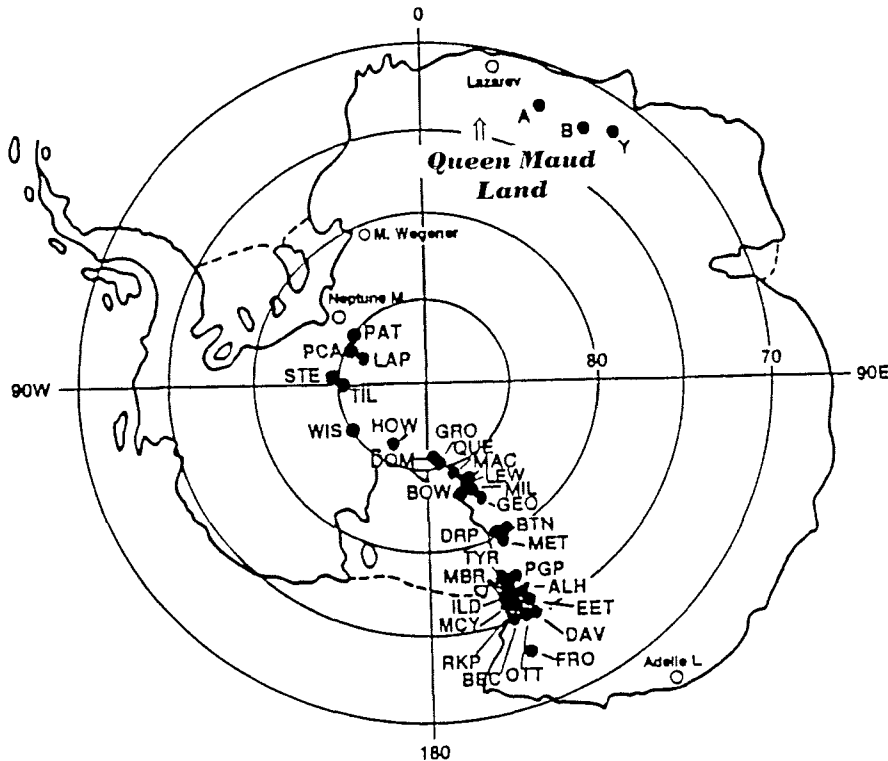 0
Lazarev
A
B
Y
Queen Maud
Land
M. Wegener
Neptune M.
PAT
PCA
LAP
80
70
90W
90E
STE
TIL
WIS
HOW
GRO
QUE
DOM
MAC
LEW
BOW
MIL
GEO
BTN
DRP
MET
TYR
PGP
MBR
ALH
ILD
EET
MCY
DAV
RKP
BEC
OTT
FRO
Adelie L
180